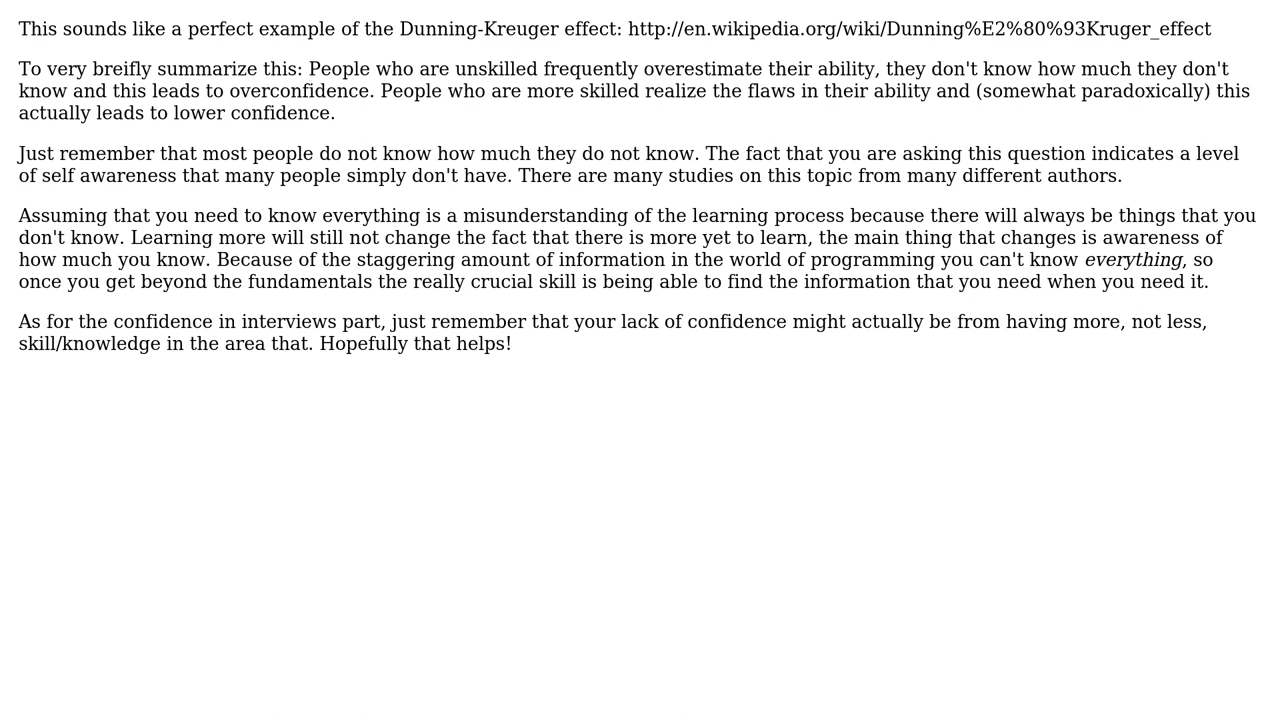 This sounds like a perfect example of the Dunning-Kreuger effect: http://en.wikipedia.org/wiki/Dunning%E2%80%93Kruger_effect
To very breifly summarize this: People who are unskilled frequently overestimate their ability, they don't know how much they don't
know and this leads to overconfidence. People who are more skilled realize the flaws in their ability and (somewhat paradoxically) this
actually leads to lower confidence.
Just remember that most people do not know how much they do not know. The fact that you are asking this question indicates a level
of self awareness that many people simply don't have. There are many studies on this topic from many different authors.
Assuming that you need to know everything is a misunderstanding of the learning process because there will always be things that you
don't know. Learning more will still not change the fact that there is more yet to learn, the main thing that changes is awareness of
how much you know. Because of the staggering amount of information in the world of programming you can't know everything, so
once you get beyond the fundamentals the really crucial skill is being able to find the information that you need when you need it.
As for the confidence in interviews part, just remember that your lack of confidence might actually be from having more, not less,
skill/knowledge in the area that. Hopefully that helps!